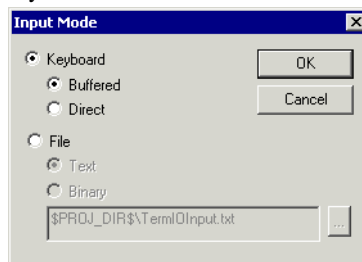 Input Mode
Keyboard
OK
Buffered
Cancel
Direct
File
Text
Binary
$PROJ_DIR$\TermIOInput.txt
...